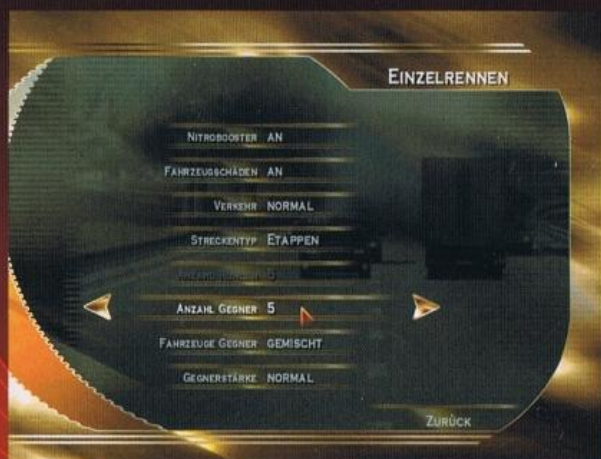 EINZELRENNEN
NITROBOOSTER AN
FAHRZEUGSCHÄDEN AN
VERKEHR NORMAL
STRECKENTYP ETAPPEN
ANZAHL GEGNER 5
FAHRZEUGE GEGNER GEMISCHT
GEGNERSTÄRKE NORMAL
ZURÜCK